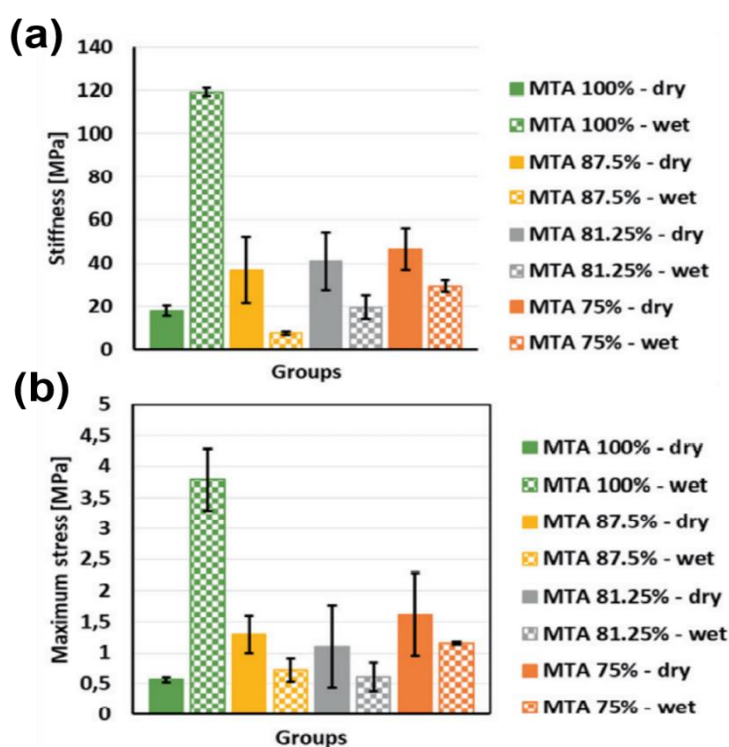 (a)
140
120
100
80
60
40
20
0
Stiffness [MPa]
Groups
MTA 100% - dry
MTA 100% - wet
MTA 87.5% - dry
MTA 87.5% - wet
MTA 81.25% - dry
MTA 81.25% - wet
MTA 75% - dry
MTA 75% - wet
(b)
5
4,5
4
3,5
3
2,5
2
1,5
1
0,5
0
Maximum stress [MPa]
Groups
MTA 100% - dry
MTA 100% - wet
MTA 87.5% - dry
MTA 87.5% - wet
MTA 81.25% - dry
MTA 81.25% - wet
MTA 75% - dry
MTA 75% - wet